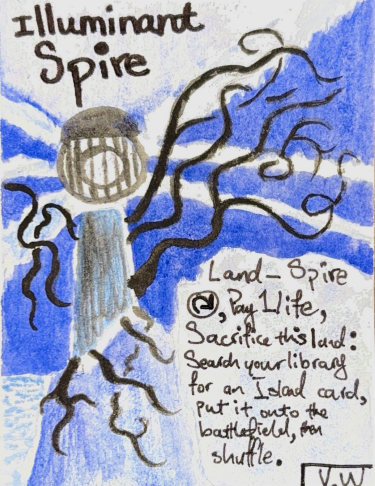 Illuminant
Spire
Land - Spire
, Pay 1 life,
Sacrifice this land:
Search your library
for an Island card,
put it onto the
battlefield, then
shuffle.
V.W